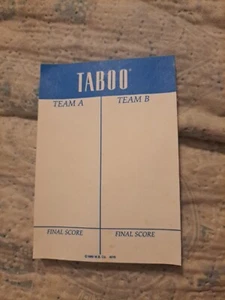 TABOO®
TEAM A TEAM B
FINAL SCORE FINAL SCORE